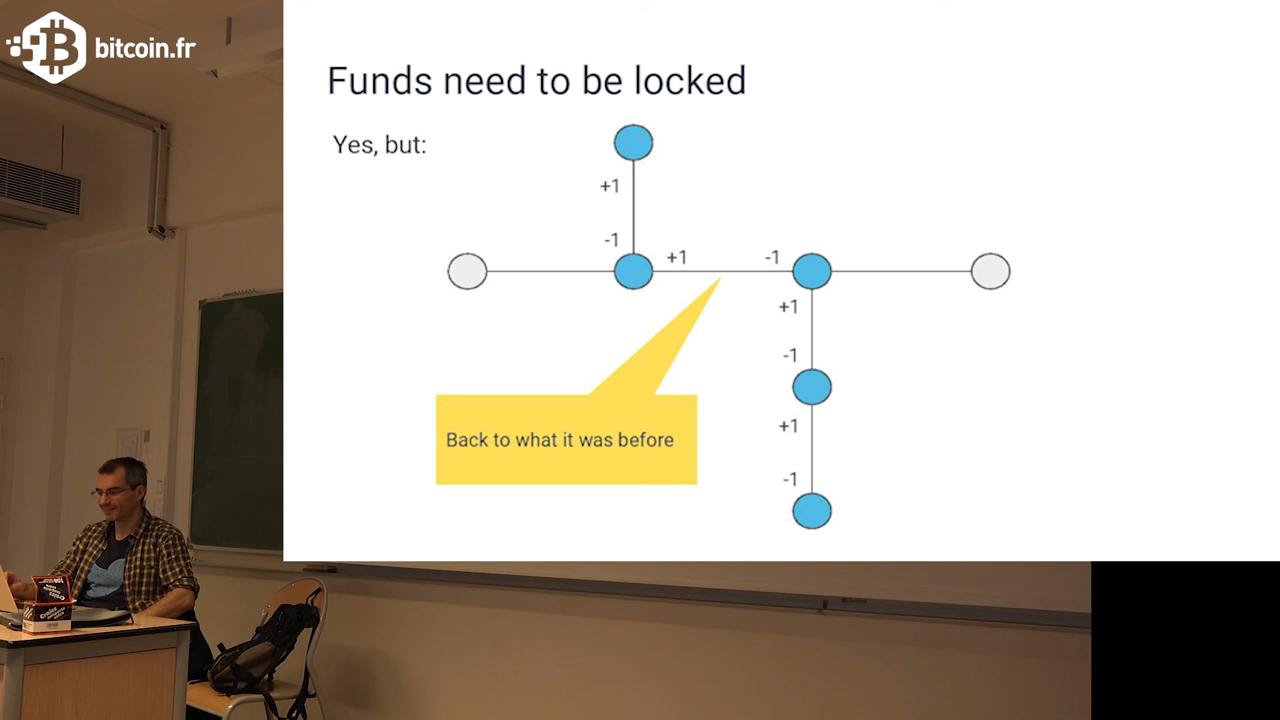 bitcoin.fr
Funds need to be locked
Yes, but:
+1
-1
+1
-1
+1
-1
+1
-1
Back to what it was before